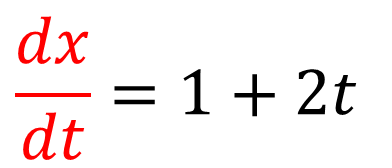 dx/dt = 1 + 2t